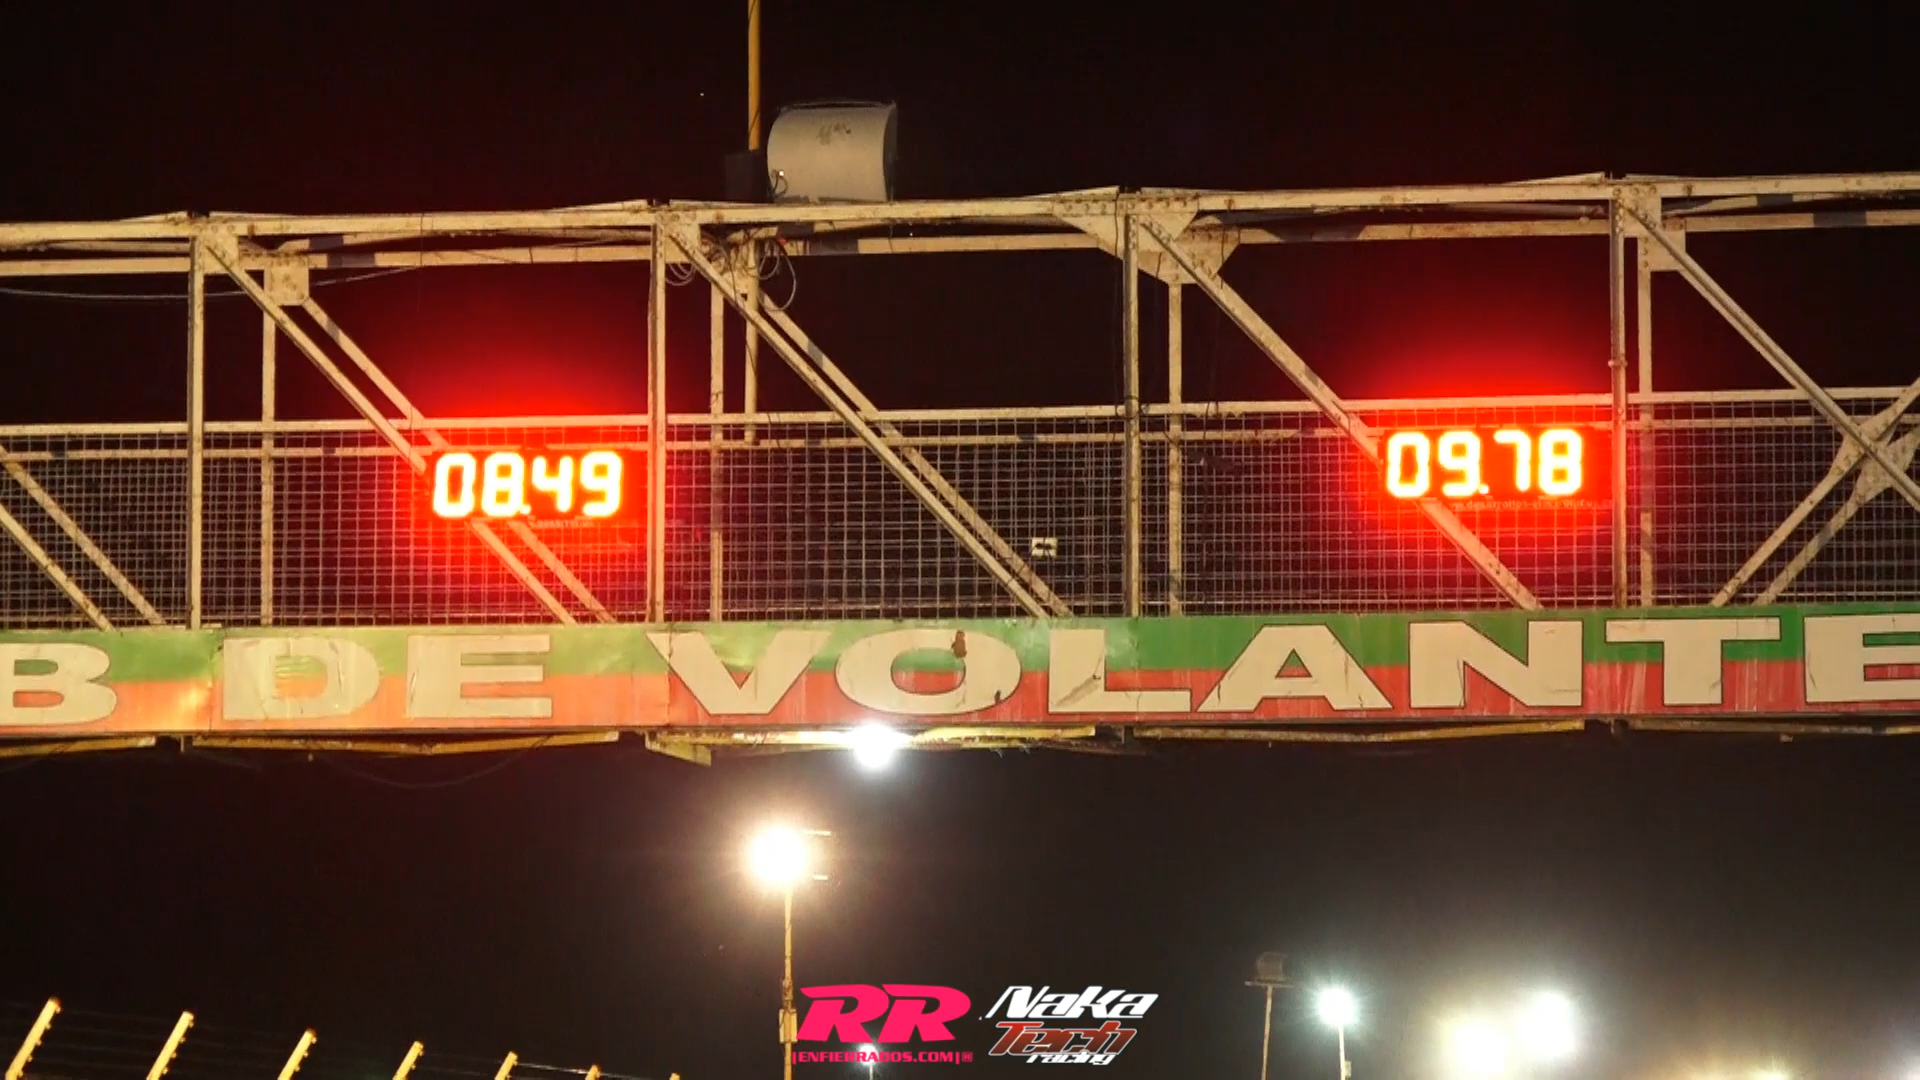 08.49
09.78
B DE VOLANTE
RR
|ENFIERRADOS.COM|®
Naka
Tech
racing